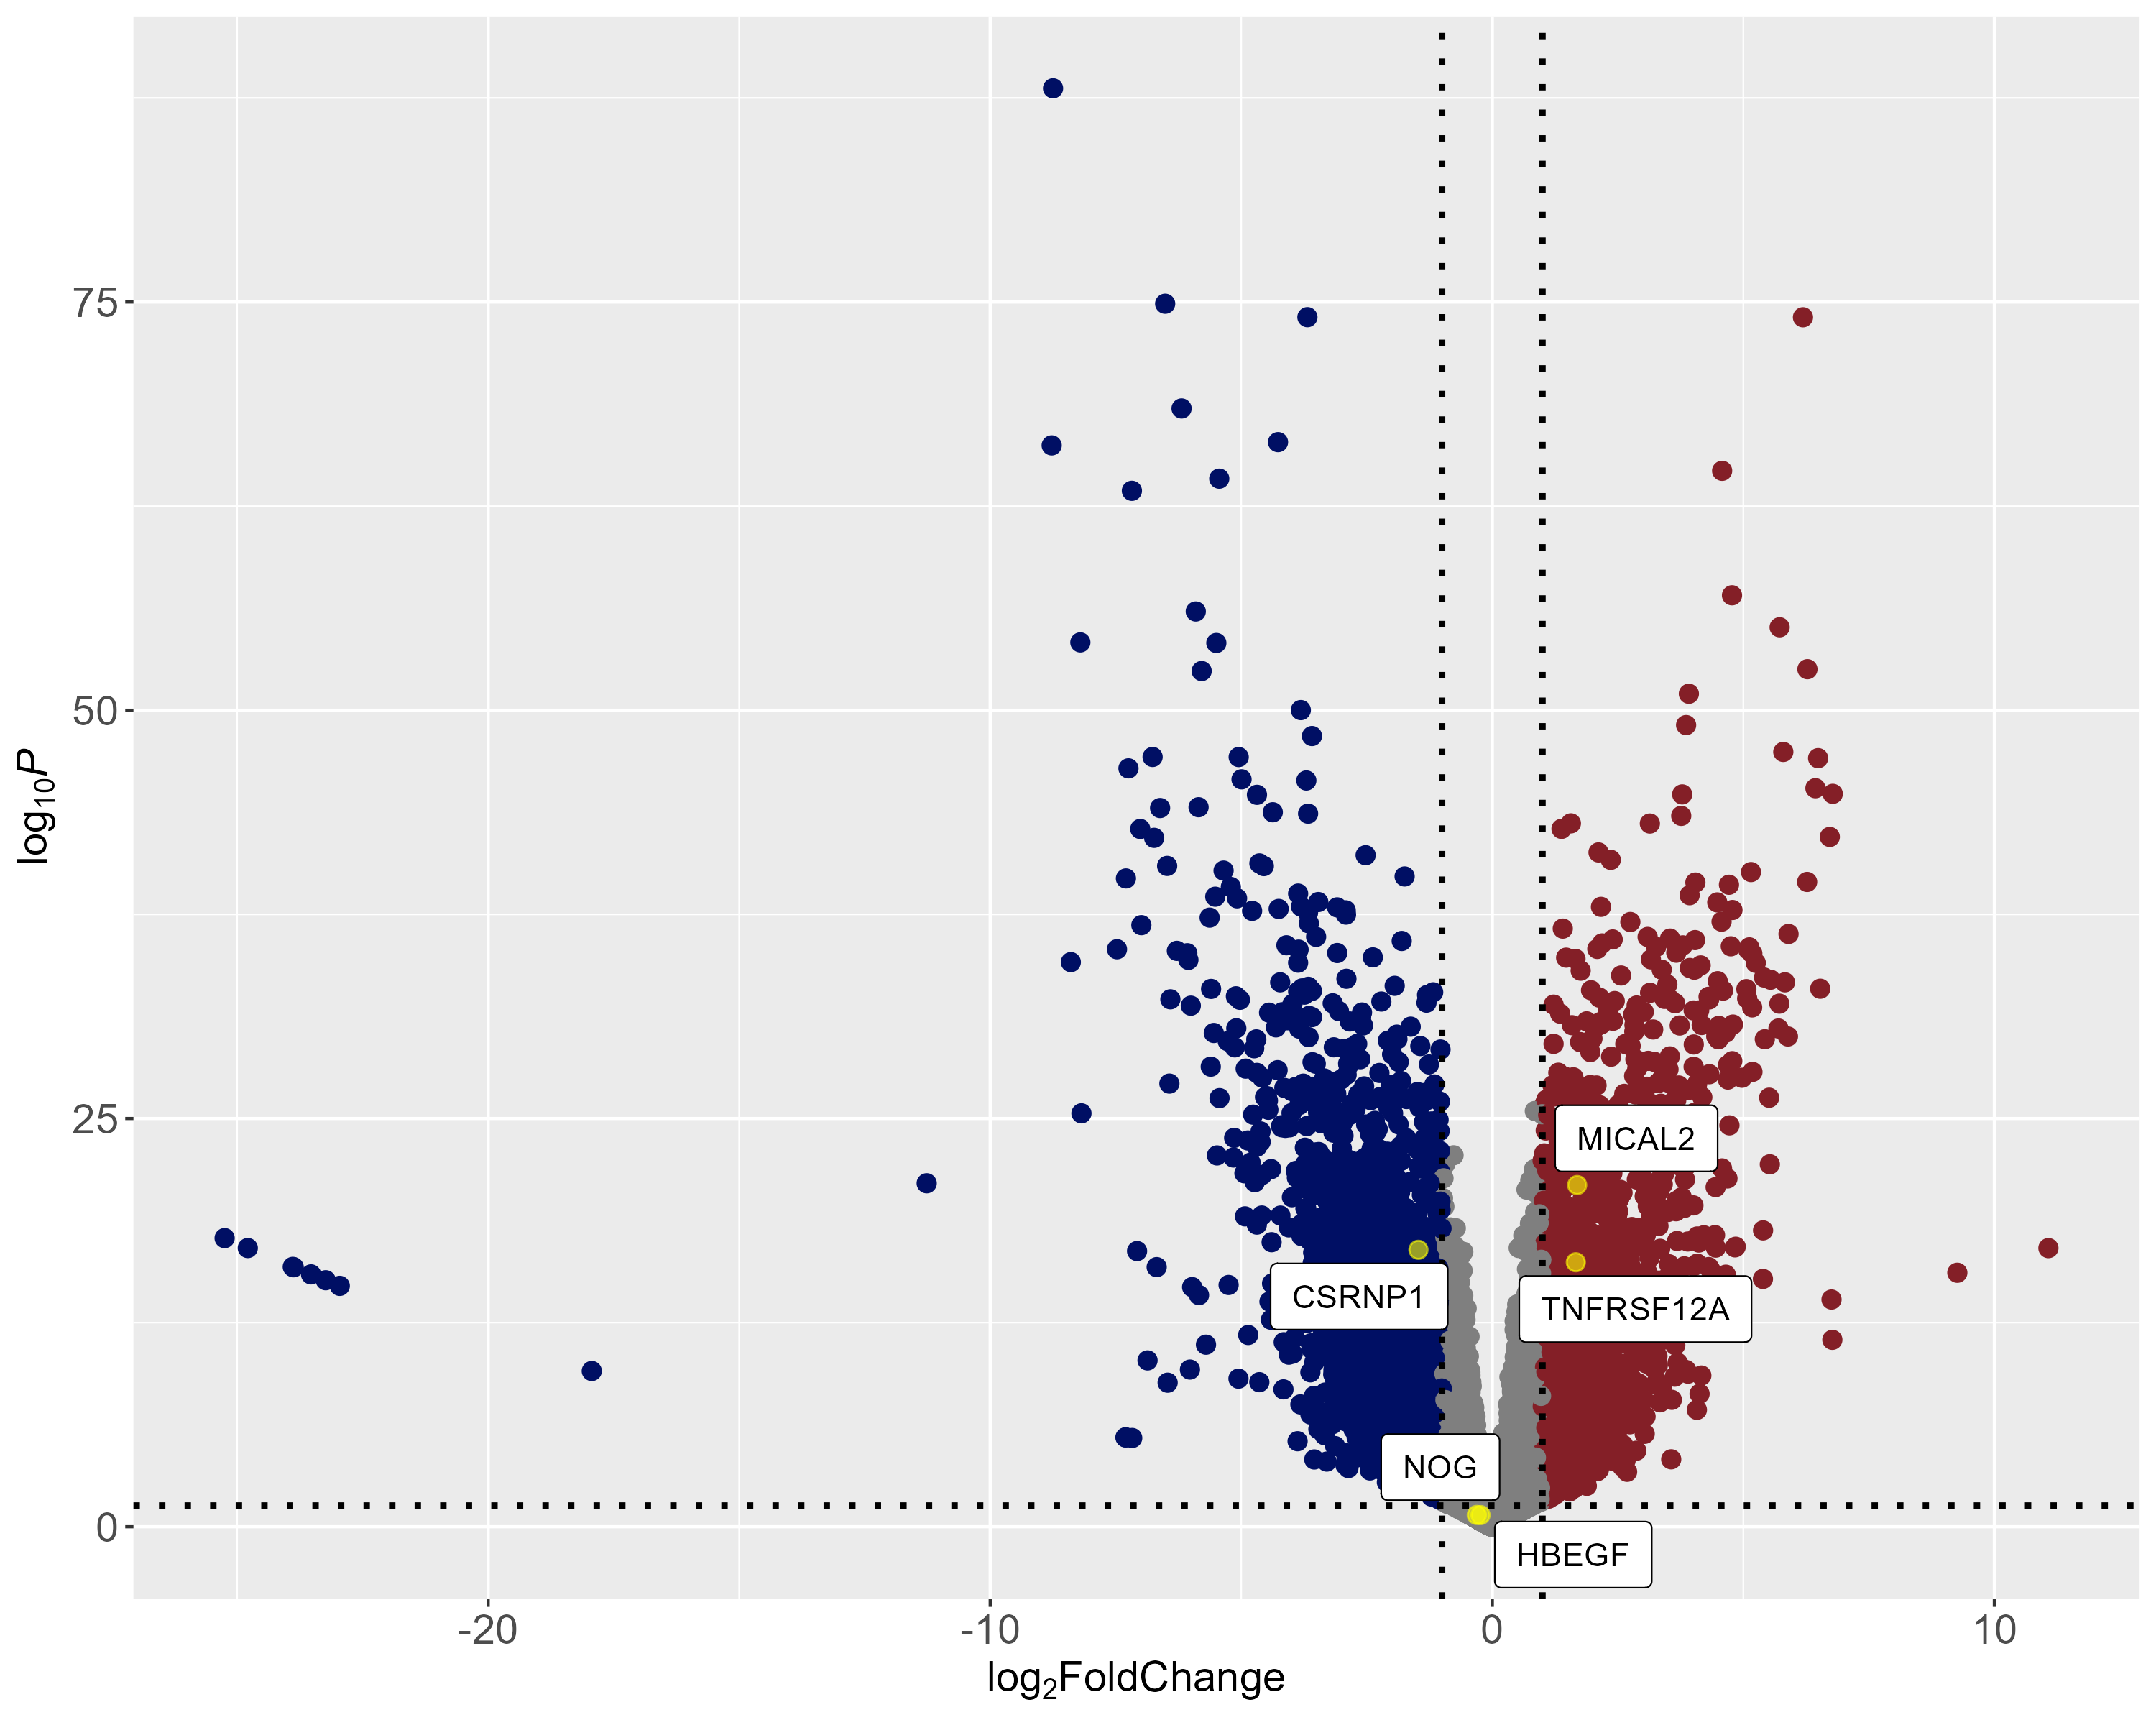 75
50
25
0
log10P
MICAL2
CSRNP1
TNFRSF12A
NOG
HBEGF
-20
-10
0
10
log2FoldChange